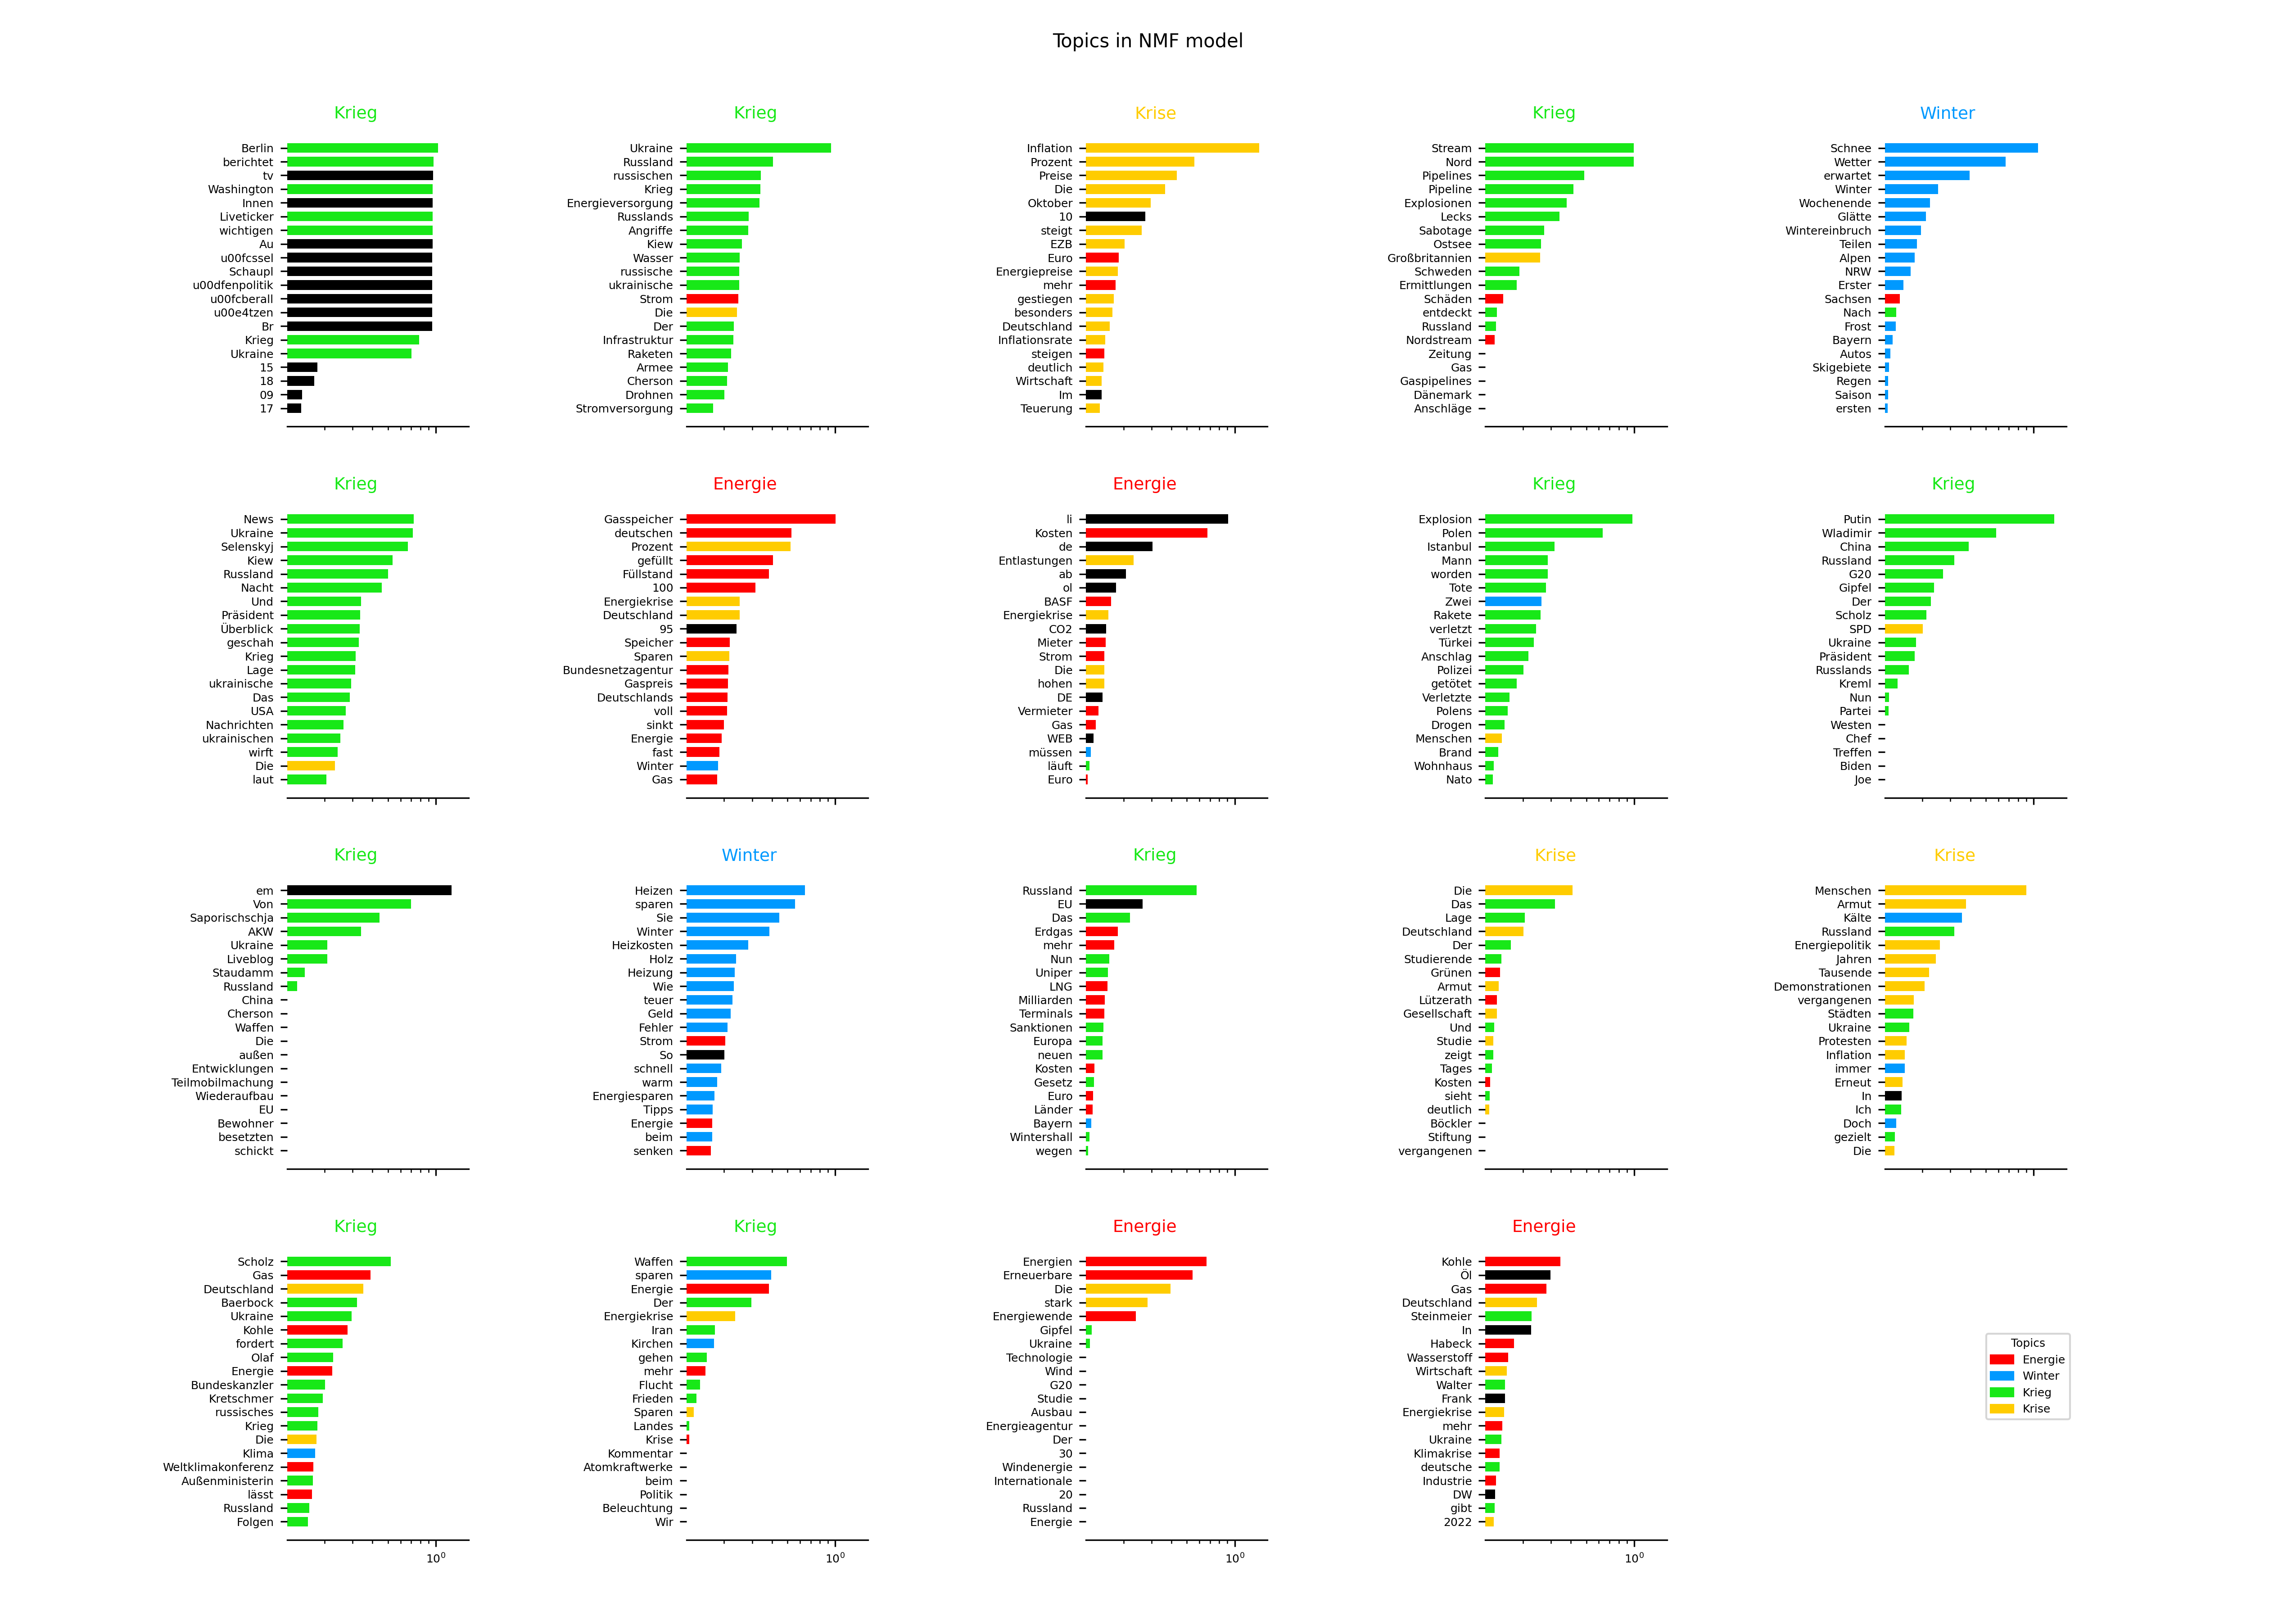 Topics in NMF model
Krieg
Berlin
berichtet
tv
Washington
Innen
Liveticker
wichtigen
Au
u00fcssel
Schaupl
u00dfenpolitik
u00fcberall
u00e4tzen
Br
Krieg
Ukraine
15
18
09
17
Krieg
Ukraine
Russland
russischen
Krieg
Energieversorgung
Russlands
Angriffe
Kiew
Wasser
russische
ukrainische
Strom
Die
Der
Infrastruktur
Raketen
Armee
Cherson
Drohnen
Stromversorgung
Krise
Inflation
Prozent
Preise
Die
Oktober
10
steigt
EZB
Euro
Energiepreise
mehr
gestiegen
besonders
Deutschland
Inflationsrate
steigen
deutlich
Wirtschaft
Im
Teuerung
Krieg
Stream
Nord
Pipelines
Pipeline
Explosionen
Lecks
Sabotage
Ostsee
Großbritannien
Schweden
Ermittlungen
Schäden
entdeckt
Russland
Nordstream
Zeitung
Gas
Gaspipelines
Dänemark
Anschläge
Winter
Schnee
Wetter
erwartet
Winter
Wochenende
Glätte
Wintereinbruch
Teilen
Alpen
NRW
Erster
Sachsen
Nach
Frost
Bayern
Autos
Skigebiete
Regen
Saison
ersten
Krieg
News
Ukraine
Selenskyj
Kiew
Russland
Nacht
Und
Präsident
Überblick
geschah
Krieg
Lage
ukrainische
Das
USA
Nachrichten
ukrainischen
wirft
Die
laut
Energie
Gasspeicher
deutschen
Prozent
gefüllt
Füllstand
100
Energiekrise
Deutschland
95
Speicher
Sparen
Bundesnetzagentur
Gaspreis
Deutschlands
voll
sinkt
Energie
fast
Winter
Gas
Energie
li
Kosten
de
Entlastungen
ab
ol
BASF
Energiekrise
CO2
Mieter
Strom
Die
hohen
DE
Vermieter
Gas
WEB
müssen
läuft
Euro
Krieg
Explosion
Polen
Istanbul
Mann
worden
Tote
Zwei
Rakete
verletzt
Türkei
Anschlag
Polizei
getötet
Verletzte
Polens
Drogen
Menschen
Brand
Wohnhaus
Nato
Krieg
Putin
Wladimir
China
Russland
G20
Gipfel
Der
Scholz
SPD
Ukraine
Präsident
Russlands
Kreml
Nun
Partei
Westen
Chef
Treffen
Biden
Joe
Krieg
em
Von
Saporischschja
AKW
Ukraine
Liveblog
Staudamm
Russland
China
Cherson
Waffen
Die
außen
Entwicklungen
Teilmobilmachung
Wiederaufbau
EU
Bewohner
besetzten
schickt
Winter
Heizen
sparen
Sie
Winter
Heizkosten
Holz
Heizung
Wie
teuer
Geld
Fehler
Strom
So
schnell
warm
Energiesparen
Tipps
Energie
beim
senken
Krieg
Russland
EU
Das
Erdgas
mehr
Nun
Uniper
LNG
Milliarden
Terminals
Sanktionen
Europa
neuen
Kosten
Gesetz
Euro
Länder
Bayern
Wintershall
wegen
Krise
Die
Das
Lage
Deutschland
Der
Studierende
Grünen
Armut
Lützerath
Gesellschaft
Und
Studie
zeigt
Tages
Kosten
sieht
deutlich
Böckler
Stiftung
vergangenen
Krise
Menschen
Armut
Kälte
Russland
Energiepolitik
Jahren
Tausende
Demonstrationen
vergangenen
Städten
Ukraine
Protesten
Inflation
immer
Erneut
In
Ich
Doch
gezielt
Die
Krieg
Scholz
Gas
Deutschland
Baerbock
Ukraine
Kohle
fordert
Olaf
Energie
Bundeskanzler
Kretschmer
russisches
Krieg
Die
Klima
Weltklimakonferenz
Außenministerin
lässt
Russland
Folgen
10⁰
Krieg
Waffen
sparen
Energie
Der
Energiekrise
Iran
Kirchen
gehen
mehr
Flucht
Frieden
Sparen
Landes
Krise
Kommentar
Atomkraftwerke
beim
Politik
Beleuchtung
Wir
10⁰
Energie
Energien
Erneuerbare
Die
stark
Energiewende
Gipfel
Ukraine
Technologie
Wind
G20
Studie
Ausbau
Energieagentur
Der
30
Windenergie
Internationale
20
Russland
Energie
10⁰
Energie
Kohle
Öl
Gas
Deutschland
Steinmeier
In
Habeck
Wasserstoff
Wirtschaft
Walter
Frank
Energiekrise
mehr
Ukraine
Klimakrise
deutsche
Industrie
DW
gibt
2022
10⁰
Topics
Energie
Winter
Krieg
Krise